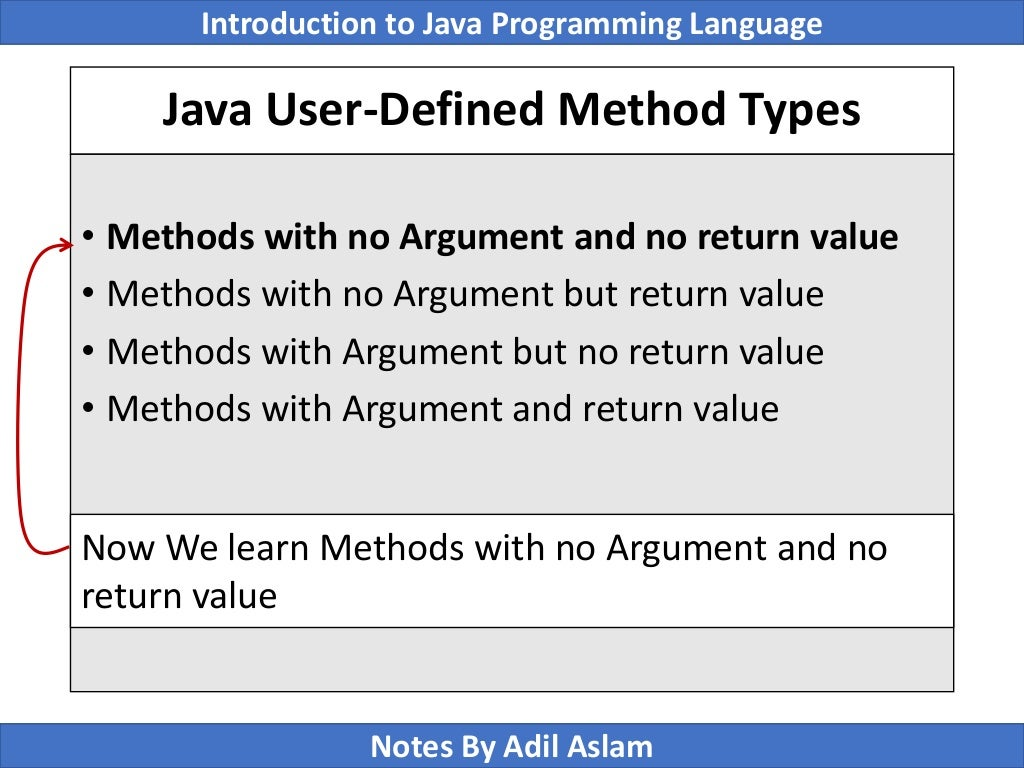 Introduction to Java Programming Language
Java User-Defined Method Types
• Methods with no Argument and no return value
• Methods with no Argument but return value
• Methods with Argument but no return value
• Methods with Argument and return value
Now We learn Methods with no Argument and no
return value
Notes By Adil Aslam